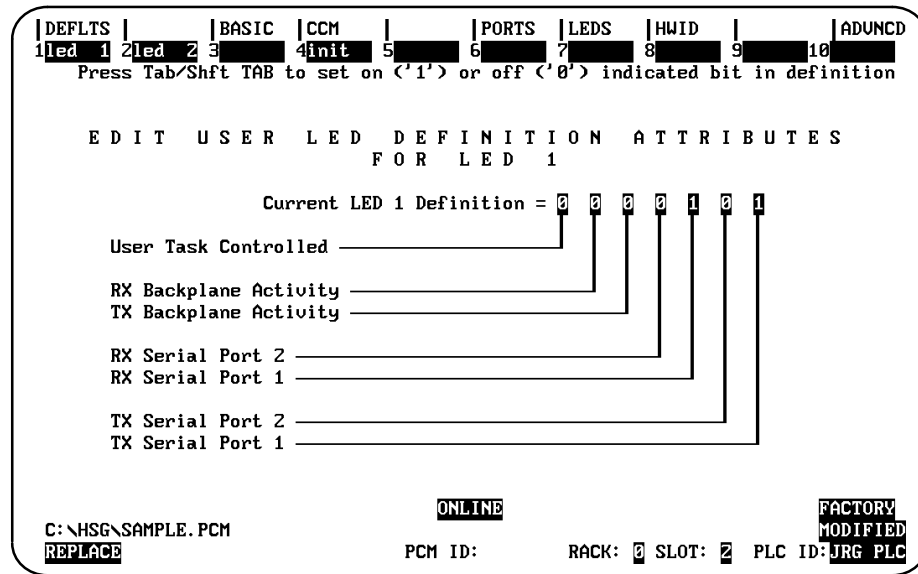 |DEFLTS | |BASIC |CCM | |PORTS |LEDS |HWID | |ADVNCD
1led 1 2led 2 3 4init 5 6 7 8 9 10
Press Tab/Shft TAB to set on ('1') or off ('0') indicated bit in definition
E D I T U S E R L E D D E F I N I T I O N A T T R I B U T E S
F O R L E D 1
Current LED 1 Definition = 0 0 0 0 1 0 1
User Task Controlled
RX Backplane Activity
TX Backplane Activity
RX Serial Port 2
RX Serial Port 1
TX Serial Port 2
TX Serial Port 1
ONLINE FACTORY
C:\HSG\SAMPLE.PCM MODIFIED
REPLACE PCM ID: RACK: 0 SLOT: 2 PLC ID: JRG PLC